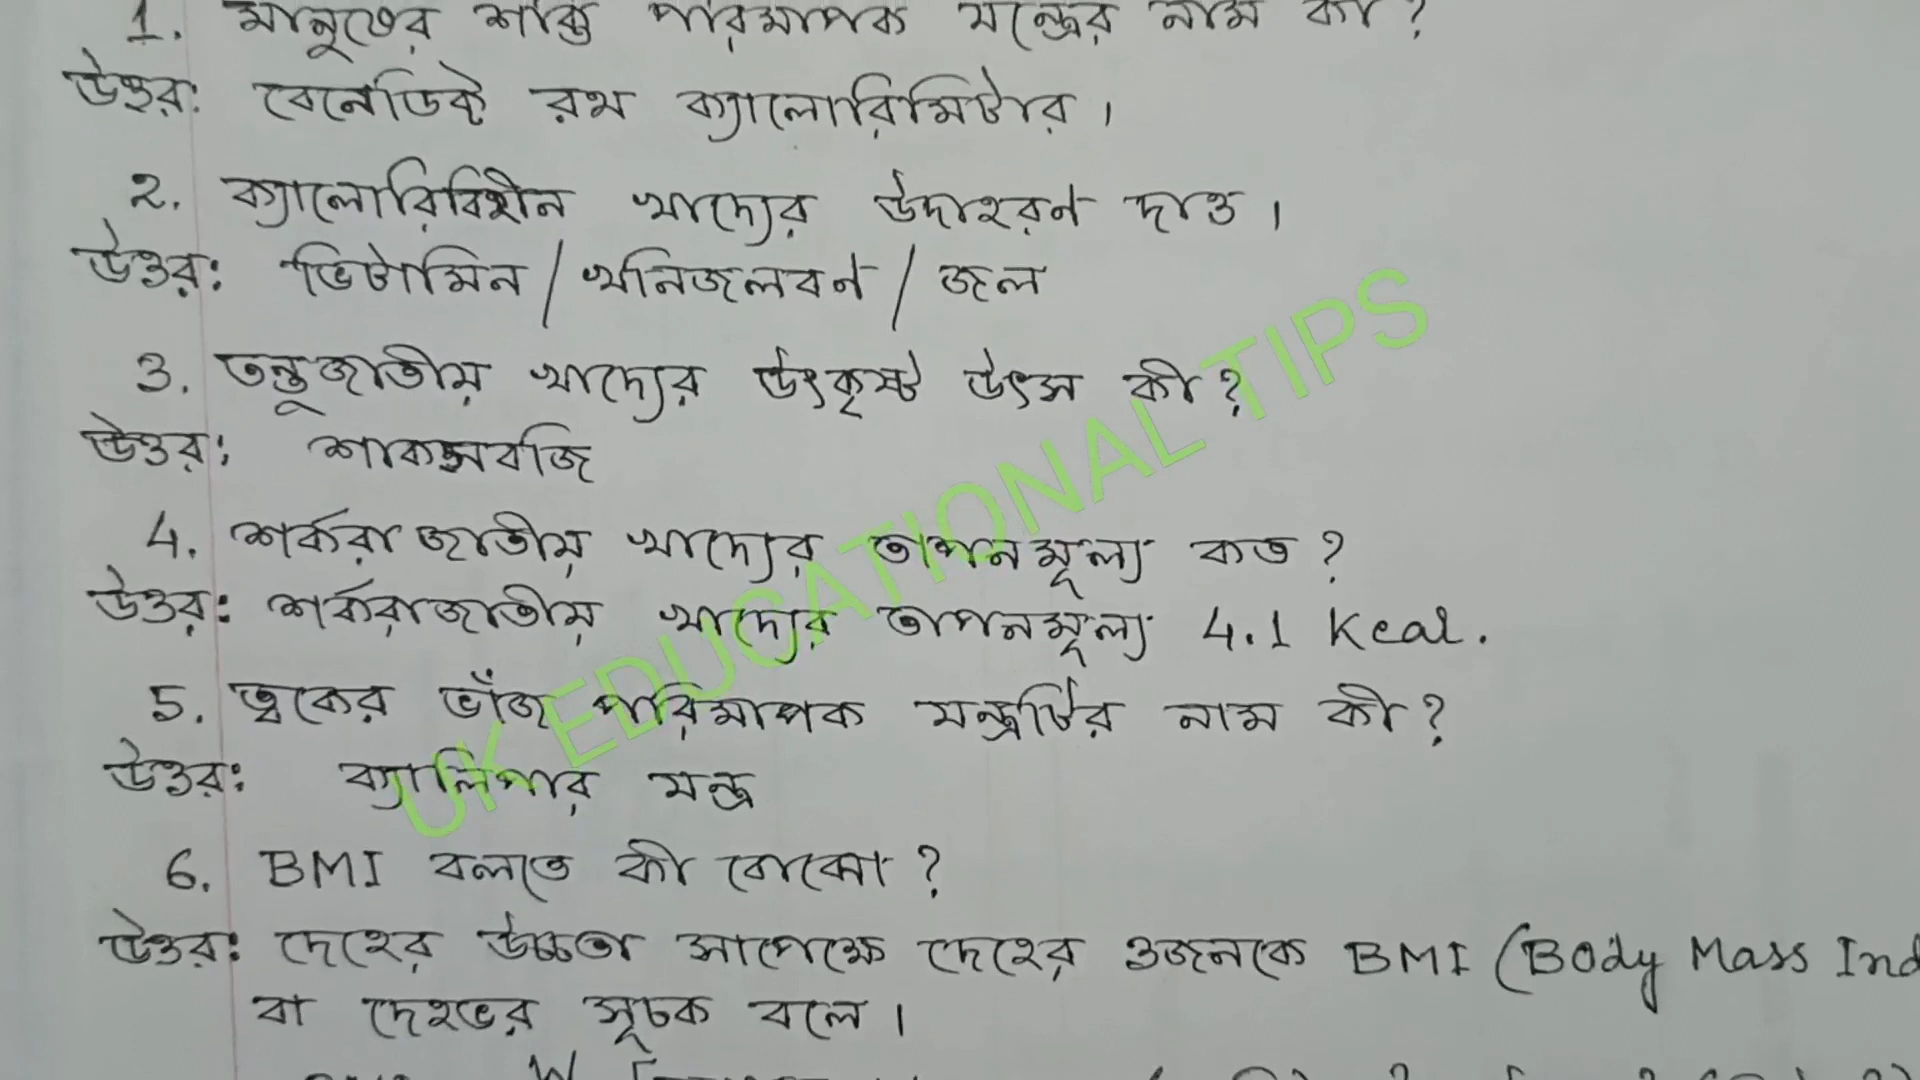 1. মানুষের শক্তি পরিমাপক যন্ত্রের নাম কী?
উত্তর: বেনেডিক্ট রথ ক্যালোরিমিটার।
2. ক্যালোরিবিহীন খাদ্যের উদাহরণ দাও।
উত্তর: ভিটামিন / খনিজলবণ / জল
3. তন্তুজাতীয় খাদ্যের উৎকৃষ্ট উৎস কী?
উত্তর: শাকসবজি
4. শর্করাজাতীয় খাদ্যের তাপনমূল্য কত?
উত্তর: শর্করাজাতীয় খাদ্যের তাপনমূল্য 4.1 Kcal.
5. ত্বকের ভাঁজ পরিমাপক যন্ত্রটির নাম কী?
উত্তর: ক্যালিপার যন্ত্র
6. BMI বলতে কী বোঝো?
উত্তর: দেহের উচ্চতা সাপেক্ষে দেহের ওজনকে BMI (Body Mass Ind
বা দেহভর সূচক বলে।
UK EDUCATIONAL TIPS